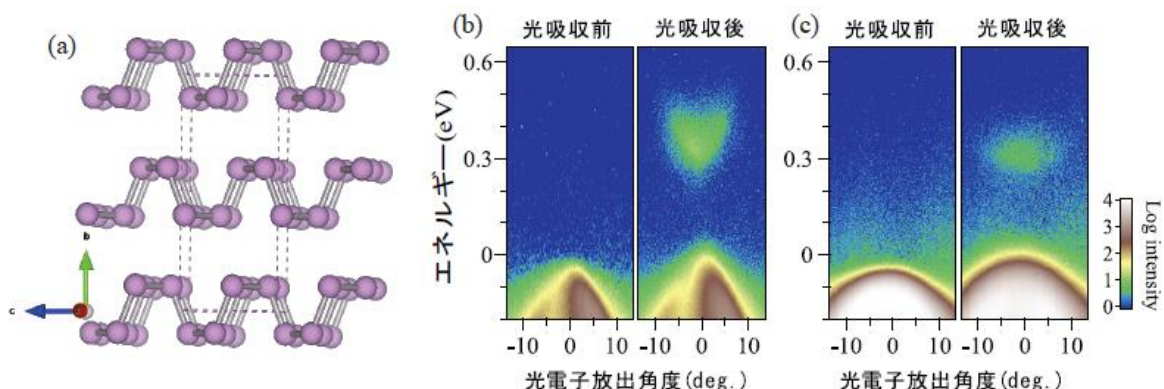 (a)
b
c
(b)
光吸収前
光吸収後
エネルギー(eV)
0.6
0.3
0
-10 0 10
-10 0 10
光電子放出角度(deg.)
(c)
光吸収前
光吸収後
0.6
0.3
0
-10 0 10
-10 0 10
光電子放出角度(deg.)
4
3
2
1
0
Log intensity